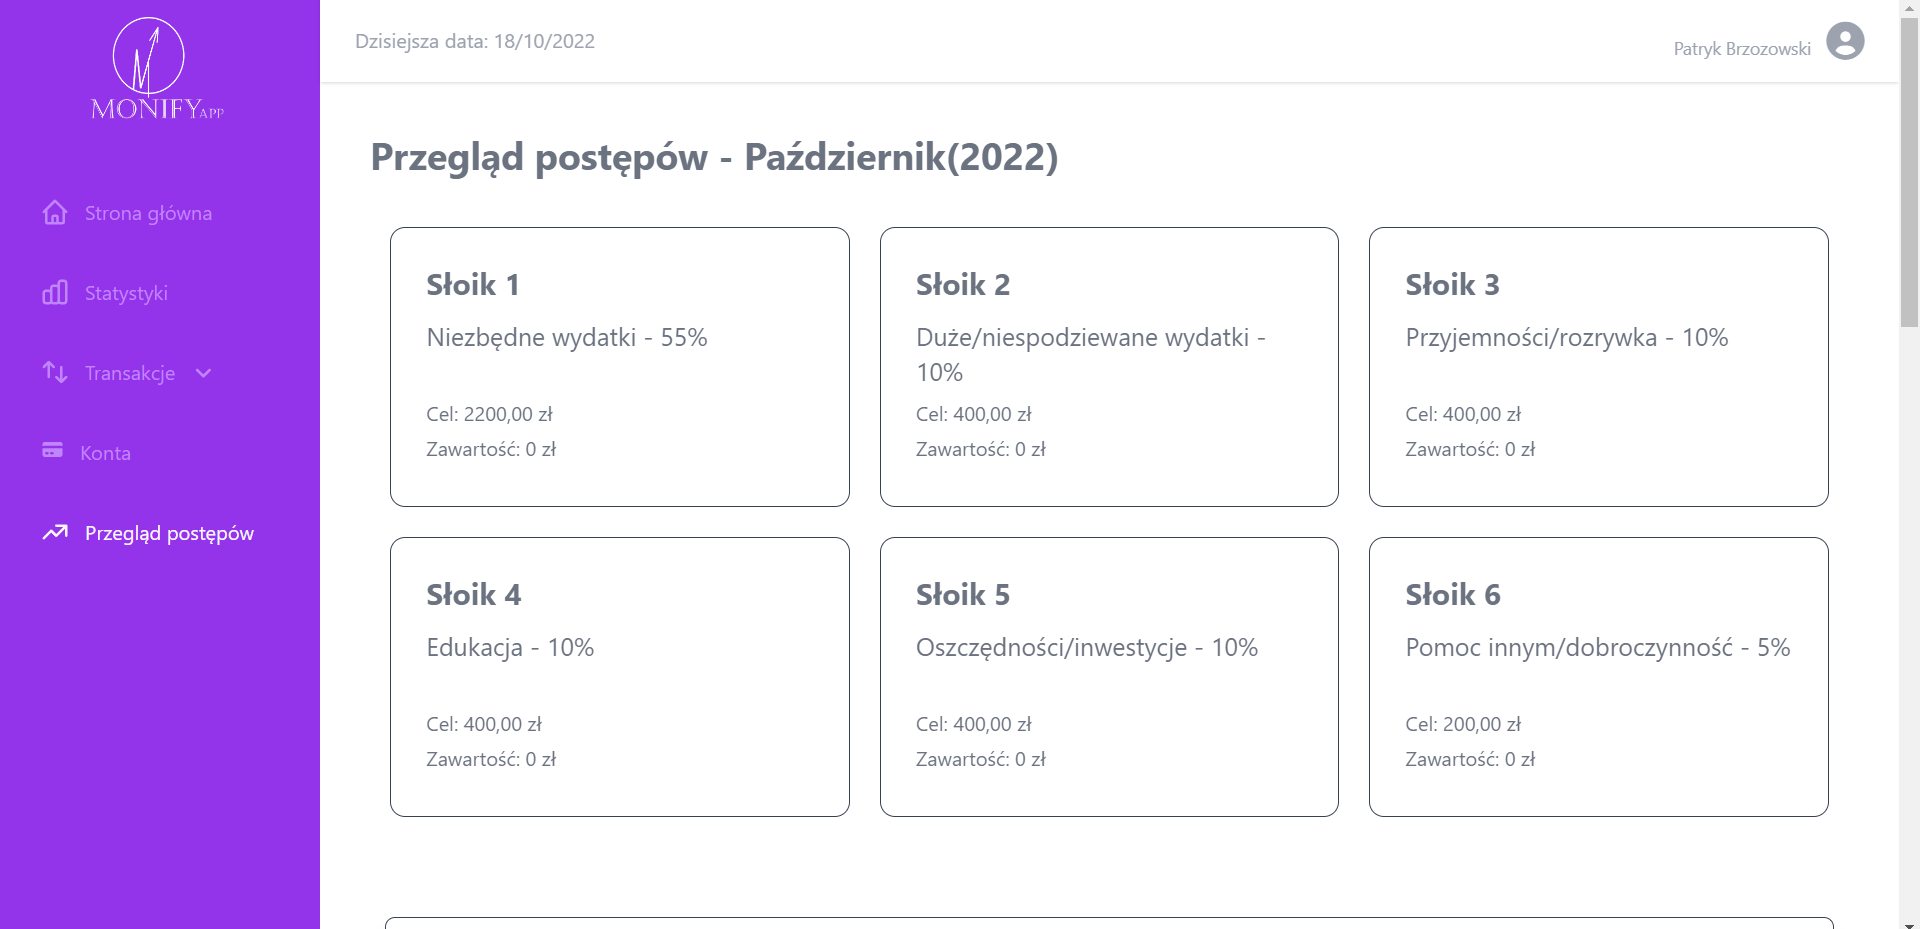 MONIFYAPP
Strona główna
Statystyki
Transakcje
Konta
Przegląd postępów
Dzisiejsza data: 18/10/2022
Patryk Brzozowski
Przegląd postępów - Październik(2022)
Słoik 1
Niezbędne wydatki - 55%
Cel: 2200,00 zł
Zawartość: 0 zł
Słoik 2
Duże/niespodziewane wydatki -
10%
Cel: 400,00 zł
Zawartość: 0 zł
Słoik 3
Przyjemności/rozrywka - 10%
Cel: 400,00 zł
Zawartość: 0 zł
Słoik 4
Edukacja - 10%
Cel: 400,00 zł
Zawartość: 0 zł
Słoik 5
Oszczędności/inwestycje - 10%
Cel: 400,00 zł
Zawartość: 0 zł
Słoik 6
Pomoc innym/dobroczynność - 5%
Cel: 200,00 zł
Zawartość: 0 zł